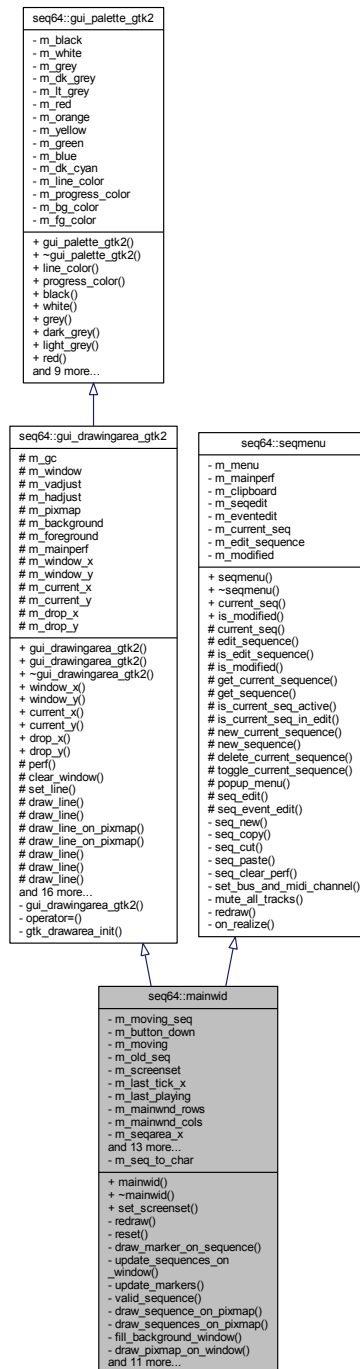 seq64::gui_palette_gtk2
- m_black
- m_white
- m_grey
- m_dk_grey
- m_lt_grey
- m_red
- m_orange
- m_yellow
- m_green
- m_blue
- m_dk_cyan
- m_line_color
- m_progress_color
- m_bg_color
- m_fg_color
+ gui_palette_gtk2()
+ ~gui_palette_gtk2()
+ line_color()
+ progress_color()
+ black()
+ white()
+ grey()
+ dark_grey()
+ light_grey()
+ red()
and 9 more...
seq64::gui_drawingarea_gtk2
# m_gc
# m_window
# m_vadjust
# m_hadjust
# m_pixmap
# m_background
# m_foreground
# m_mainperf
# m_window_x
# m_window_y
# m_current_x
# m_current_y
# m_drop_x
# m_drop_y
+ gui_drawingarea_gtk2()
+ gui_drawingarea_gtk2()
+ ~gui_drawingarea_gtk2()
+ window_x()
+ window_y()
+ current_x()
+ current_y()
+ drop_x()
+ drop_y()
# perf()
# clear_window()
# set_line()
# draw_line()
# draw_line()
# draw_line_on_pixmap()
# draw_line_on_pixmap()
# draw_line()
# draw_line()
# draw_line()
and 16 more...
- gui_drawingarea_gtk2()
- operator=()
- gtk_drawarea_init()
seq64::seqmenu
- m_menu
- m_mainperf
- m_clipboard
- m_seqedit
- m_eventedit
- m_current_seq
- m_edit_sequence
- m_modified
+ seqmenu()
+ ~seqmenu()
+ current_seq()
+ is_modified()
# current_seq()
# edit_sequence()
# is_edit_sequence()
# is_modified()
# get_current_sequence()
# get_sequence()
# is_current_seq_active()
# is_current_seq_in_edit()
# new_current_sequence()
# new_sequence()
# delete_current_sequence()
# toggle_current_sequence()
# popup_menu()
# seq_edit()
# seq_event_edit()
- seq_new()
- seq_copy()
- seq_cut()
- seq_paste()
- seq_clear_perf()
- set_bus_and_midi_channel()
- mute_all_tracks()
- redraw()
- on_realize()
seq64::mainwid
- m_moving_seq
- m_button_down
- m_moving
- m_old_seq
- m_screenset
- m_last_tick_x
- m_last_playing
- m_mainwnd_rows
- m_mainwnd_cols
- m_seqarea_x
and 13 more...
- m_seq_to_char
+ mainwid()
+ ~mainwid()
+ set_screenset()
- redraw()
- reset()
- draw_marker_on_sequence()
- update_sequences_on
_window()
- update_markers()
- valid_sequence()
- draw_sequence_on_pixmap()
- draw_sequences_on_pixmap()
- fill_background_window()
- draw_pixmap_on_window()
and 11 more...